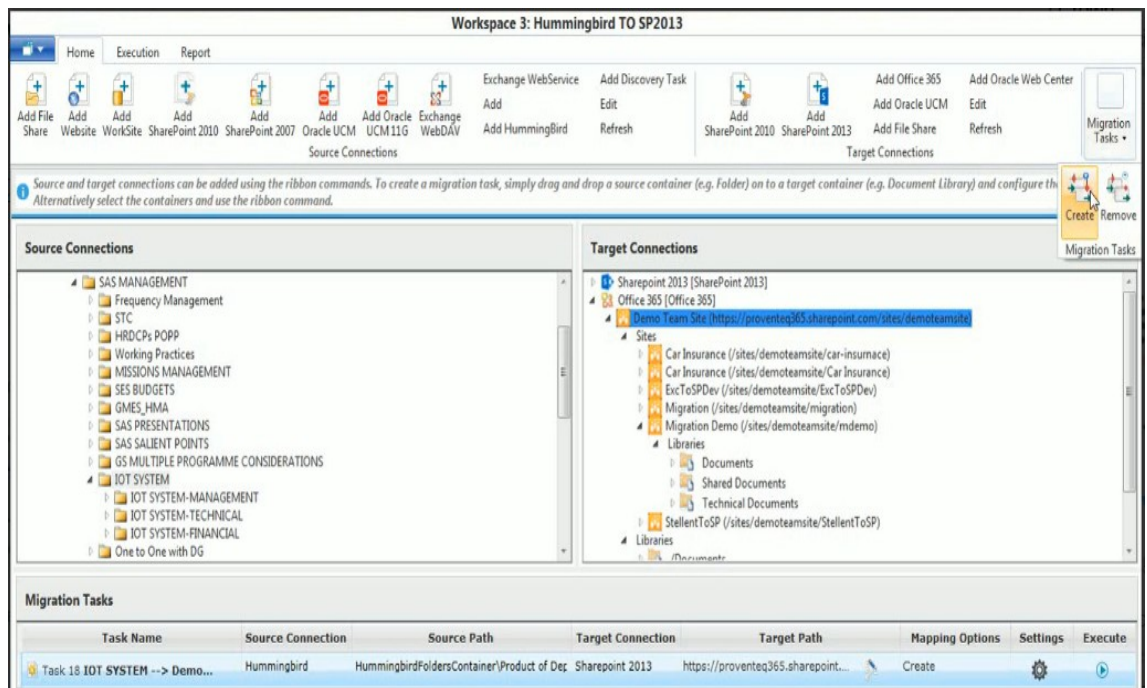 Workspace 3: Hummingbird TO SP2013
Home Execution Report
Add File Share
Add Website
Add WorkSite
Add SharePoint 2010
Add SharePoint 2007
Add Oracle UCM
Add Oracle UCM 11G
Exchange WebDAV
Exchange WebService
Add
Add HummingBird
Add Discovery Task
Edit
Refresh
Source Connections
Add SharePoint 2010
Add SharePoint 2013
Add Office 365
Add Oracle UCM
Add File Share
Add Oracle Web Center
Edit
Refresh
Target Connections
Migration Tasks
Create Remove
Migration Tasks
Source and target connections can be added using the ribbon commands. To create a migration task, simply drag and drop a source container (e.g. Folder) on to a target container (e.g. Document Library) and configure th
Alternatively select the containers and use the ribbon command.
Source Connections
SAS MANAGEMENT
Frequency Management
STC
HRDCPs POPP
Working Practices
MISSIONS MANAGEMENT
SES BUDGETS
GMES_HMA
SAS PRESENTATIONS
SAS SALIENT POINTS
GS MULTIPLE PROGRAMME CONSIDERATIONS
IOT SYSTEM
IOT SYSTEM-MANAGEMENT
IOT SYSTEM-TECHNICAL
IOT SYSTEM-FINANCIAL
One to One with DG
Target Connections
Sharepoint 2013 [SharePoint 2013]
Office 365 [Office 365]
Demo Team Site (https://proventeq365.sharepoint.com/sites/demoteamsite)
Sites
Car Insurance (/sites/demoteamsite/car-insurnace)
Car Insurance (/sites/demoteamsite/Car Insurance)
ExcToSPDev (/sites/demoteamsite/ExcToSPDev)
Migration (/sites/demoteamsite/migration)
Migration Demo (/sites/demoteamsite/mdemo)
Libraries
Documents
Shared Documents
Technical Documents
StellentToSP (/sites/demoteamsite/StellentToSP)
Libraries
/Documents
Migration Tasks
Task Name Source Connection Source Path Target Connection Target Path Mapping Options Settings Execute
Task 18 IOT SYSTEM --> Demo... Hummingbird HummingbirdFoldersContainer\Product of Dep Sharepoint 2013 https://proventeq365.sharepoint.... Create